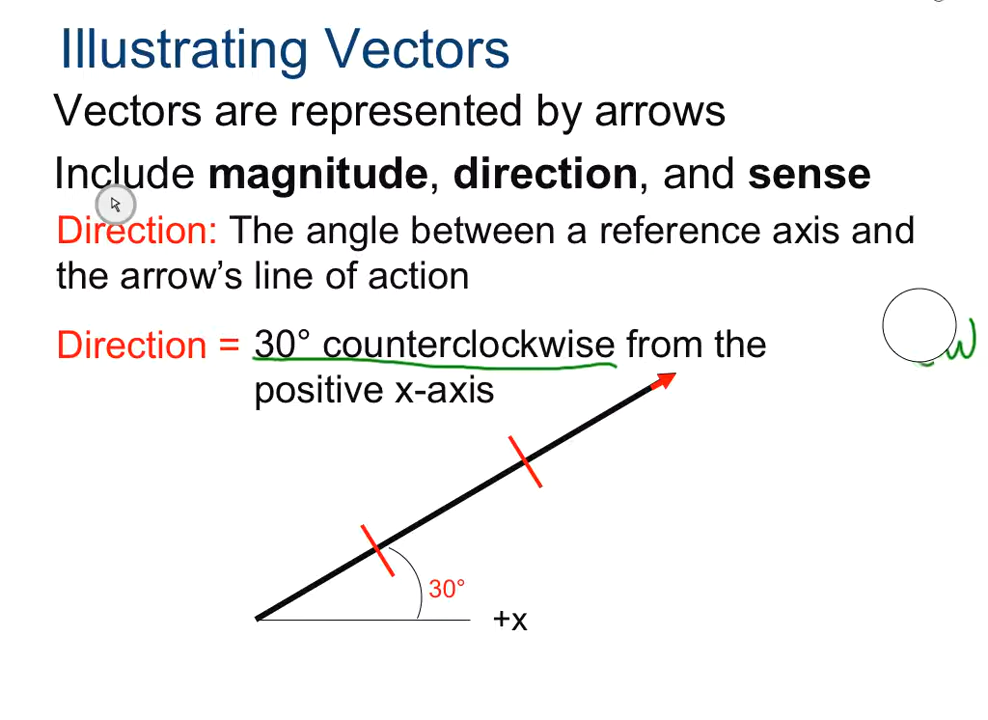 Illustrating Vectors
Vectors are represented by arrows
Include magnitude, direction, and sense
Direction: The angle between a reference axis and
the arrow’s line of action
Direction = 30° counterclockwise from the
positive x-axis
30°
+x